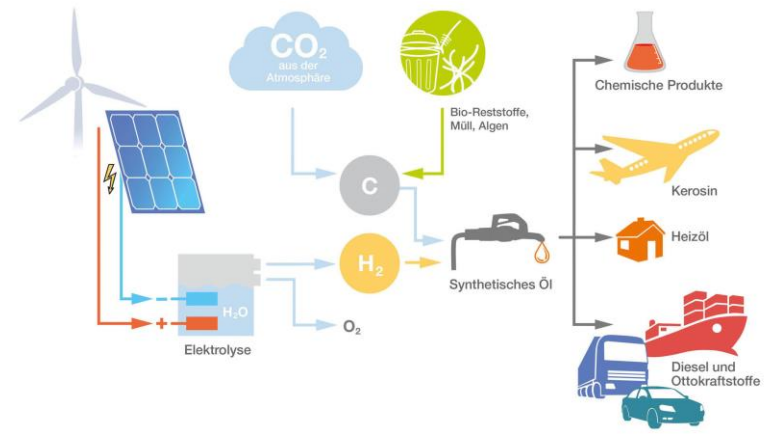 CO₂
aus der
Atmosphäre
Bio-Reststoffe,
Müll, Algen
Chemische Produkte
C
Kerosin
H₂
Heizöl
Synthetisches Öl
H₂O
O₂
Elektrolyse
Diesel und
Ottokraftstoffe